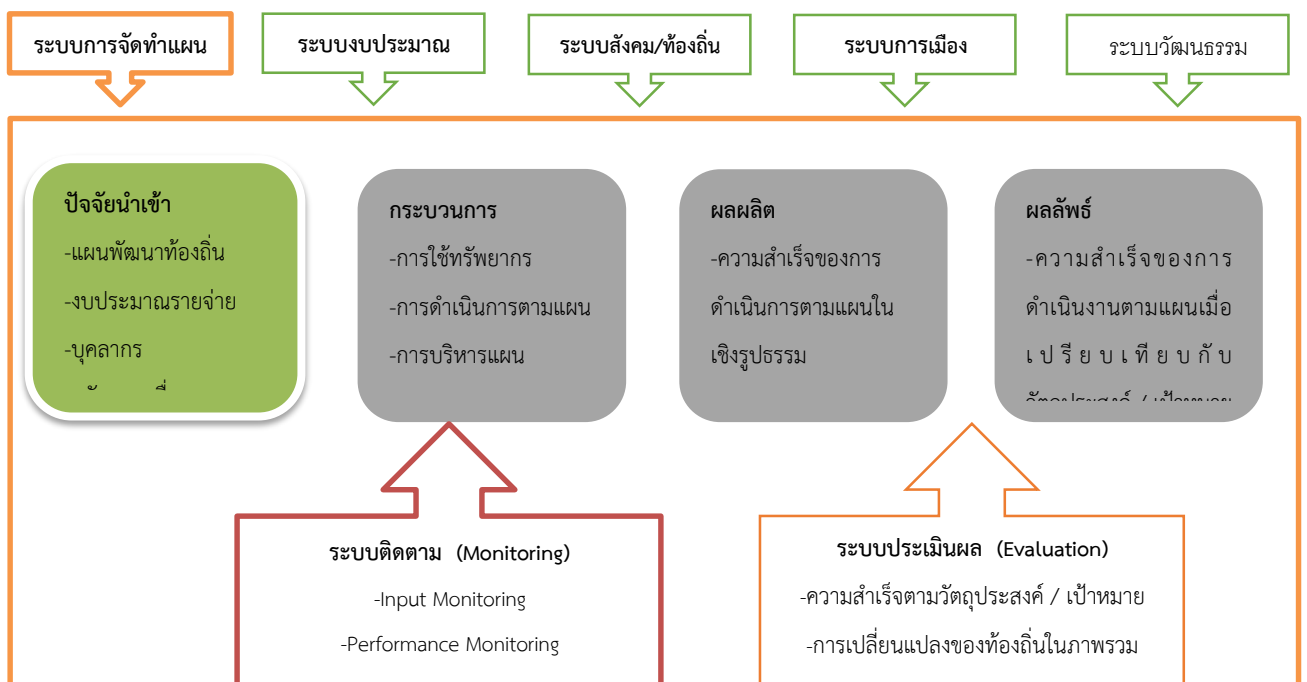 ระบบการจัดทำแผน
ระบบงบประมาณ
ระบบสังคม/ท้องถิ่น
ระบบการเมือง
ระบบวัฒนธรรม
ปัจจัยนำเข้า
-แผนพัฒนาท้องถิ่น
-งบประมาณรายจ่าย
-บุคลากร
กระบวนการ
-การใช้ทรัพยากร
-การดำเนินการตามแผน
-การบริหารแผน
ผลผลิต
-ความสำเร็จของการ
ดำเนินการตามแผนใน
เชิงรูปธรรม
ผลลัพธ์
-ความสำเร็จของการ
ดำเนินงานตามแผนเมื่อ
เปรียบเทียบกับ
วัตถุประสงค์ / เป้าหมาย
ระบบติดตาม (Monitoring)
-Input Monitoring
-Performance Monitoring
ระบบประเมินผล (Evaluation)
-ความสำเร็จตามวัตถุประสงค์ / เป้าหมาย
-การเปลี่ยนแปลงของท้องถิ่นในภาพรวม